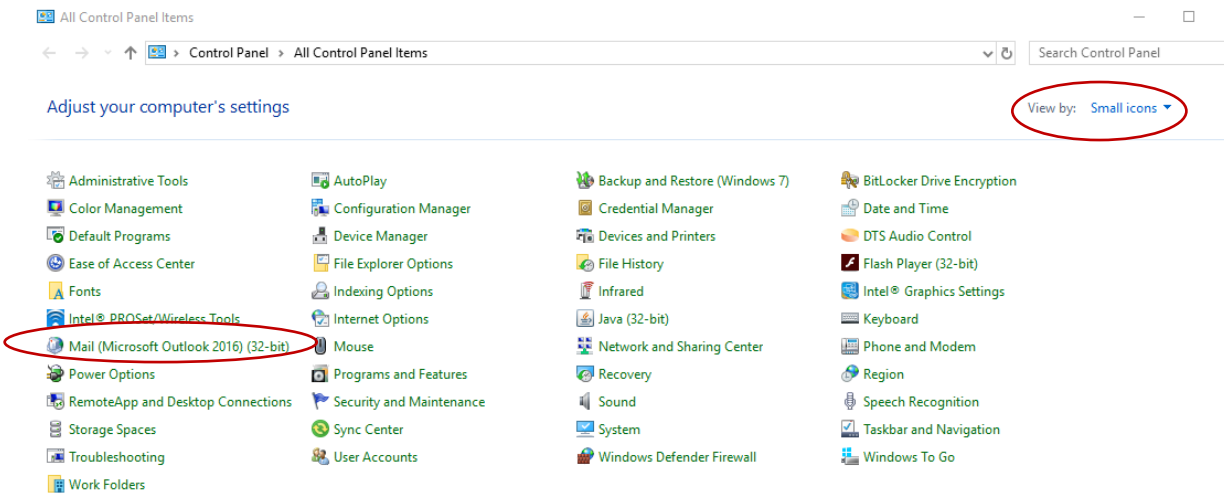 All Control Panel Items
Control Panel > All Control Panel Items
Search Control Panel
Adjust your computer's settings
View by: Small icons
Administrative Tools AutoPlay Backup and Restore (Windows 7) BitLocker Drive Encryption
Color Management Configuration Manager Credential Manager Date and Time
Default Programs Device Manager Devices and Printers DTS Audio Control
Ease of Access Center File Explorer Options File History Flash Player (32-bit)
Fonts Indexing Options Infrared Intel® Graphics Settings
Intel® PROSet/Wireless Tools Internet Options Java (32-bit) Keyboard
Mail (Microsoft Outlook 2016) (32-bit) Mouse Network and Sharing Center Phone and Modem
Power Options Programs and Features Recovery Region
RemoteApp and Desktop Connections Security and Maintenance Sound Speech Recognition
Storage Spaces Sync Center System Taskbar and Navigation
Troubleshooting User Accounts Windows Defender Firewall Windows To Go
Work Folders